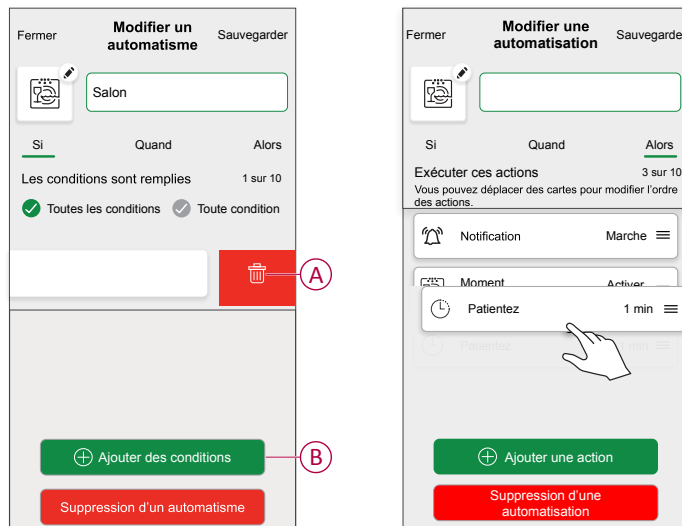 Fermer
Modifier un
automatisme
Sauvegarder
Salon
Si
Quand
Alors
Les conditions sont remplies
1 sur 10
Toutes les conditions
Toute condition
A
Ajouter des conditions
B
Suppression d'un automatisme
Fermer
Modifier une
automatisation
Sauvegarde
Si
Quand
Alors
Exécuter ces actions
3 sur 10
Vous pouvez déplacer des cartes pour modifier l'ordre
des actions.
Notification
Marche
Moment
Activer
Patientez
1 min
Patientez
1 min
Ajouter une action
Suppression d'une
automatisation